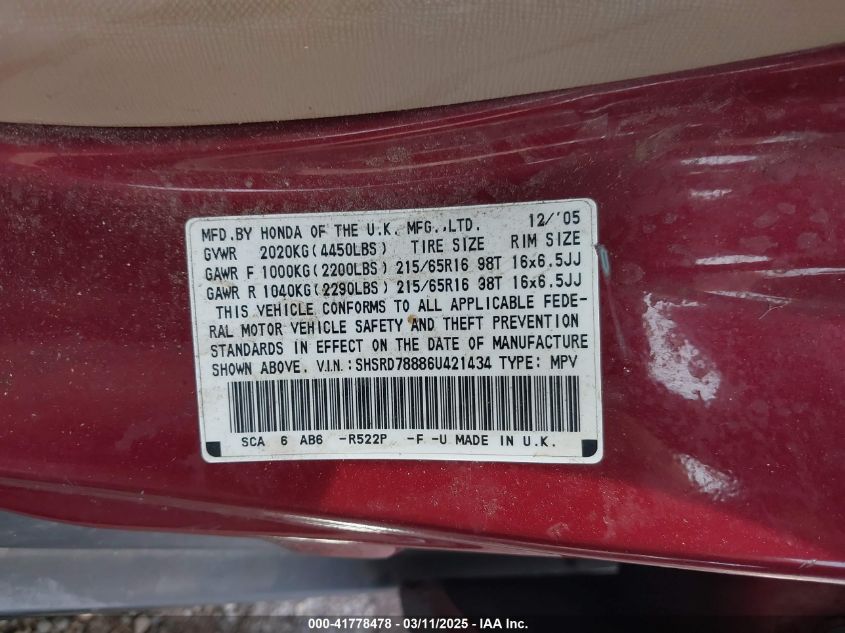 MFD.BY HONDA OF THE U.K. MFG.,LTD. 12/'05
GVWR 2020KG(4450LBS) TIRE SIZE RIM SIZE
GAWR F 1000KG(2200LBS) 215/65R16 98T 16x6.5JJ
GAWR R 1040KG(2290LBS) 215/65R16 98T 16x6.5JJ
THIS VEHICLE CONFORMS TO ALL APPLICABLE FEDE-
RAL MOTOR VEHICLE SAFETY AND THEFT PREVENTION
STANDARDS IN EFFECT ON THE DATE OF MANUFACTURE
SHOWN ABOVE. V.I.N.:SHSRD78886U421434 TYPE: MPV
SCA 6 AB6 -R522P -F -U MADE IN U.K.
000-41778478 - 03/11/2025 - IAA Inc.